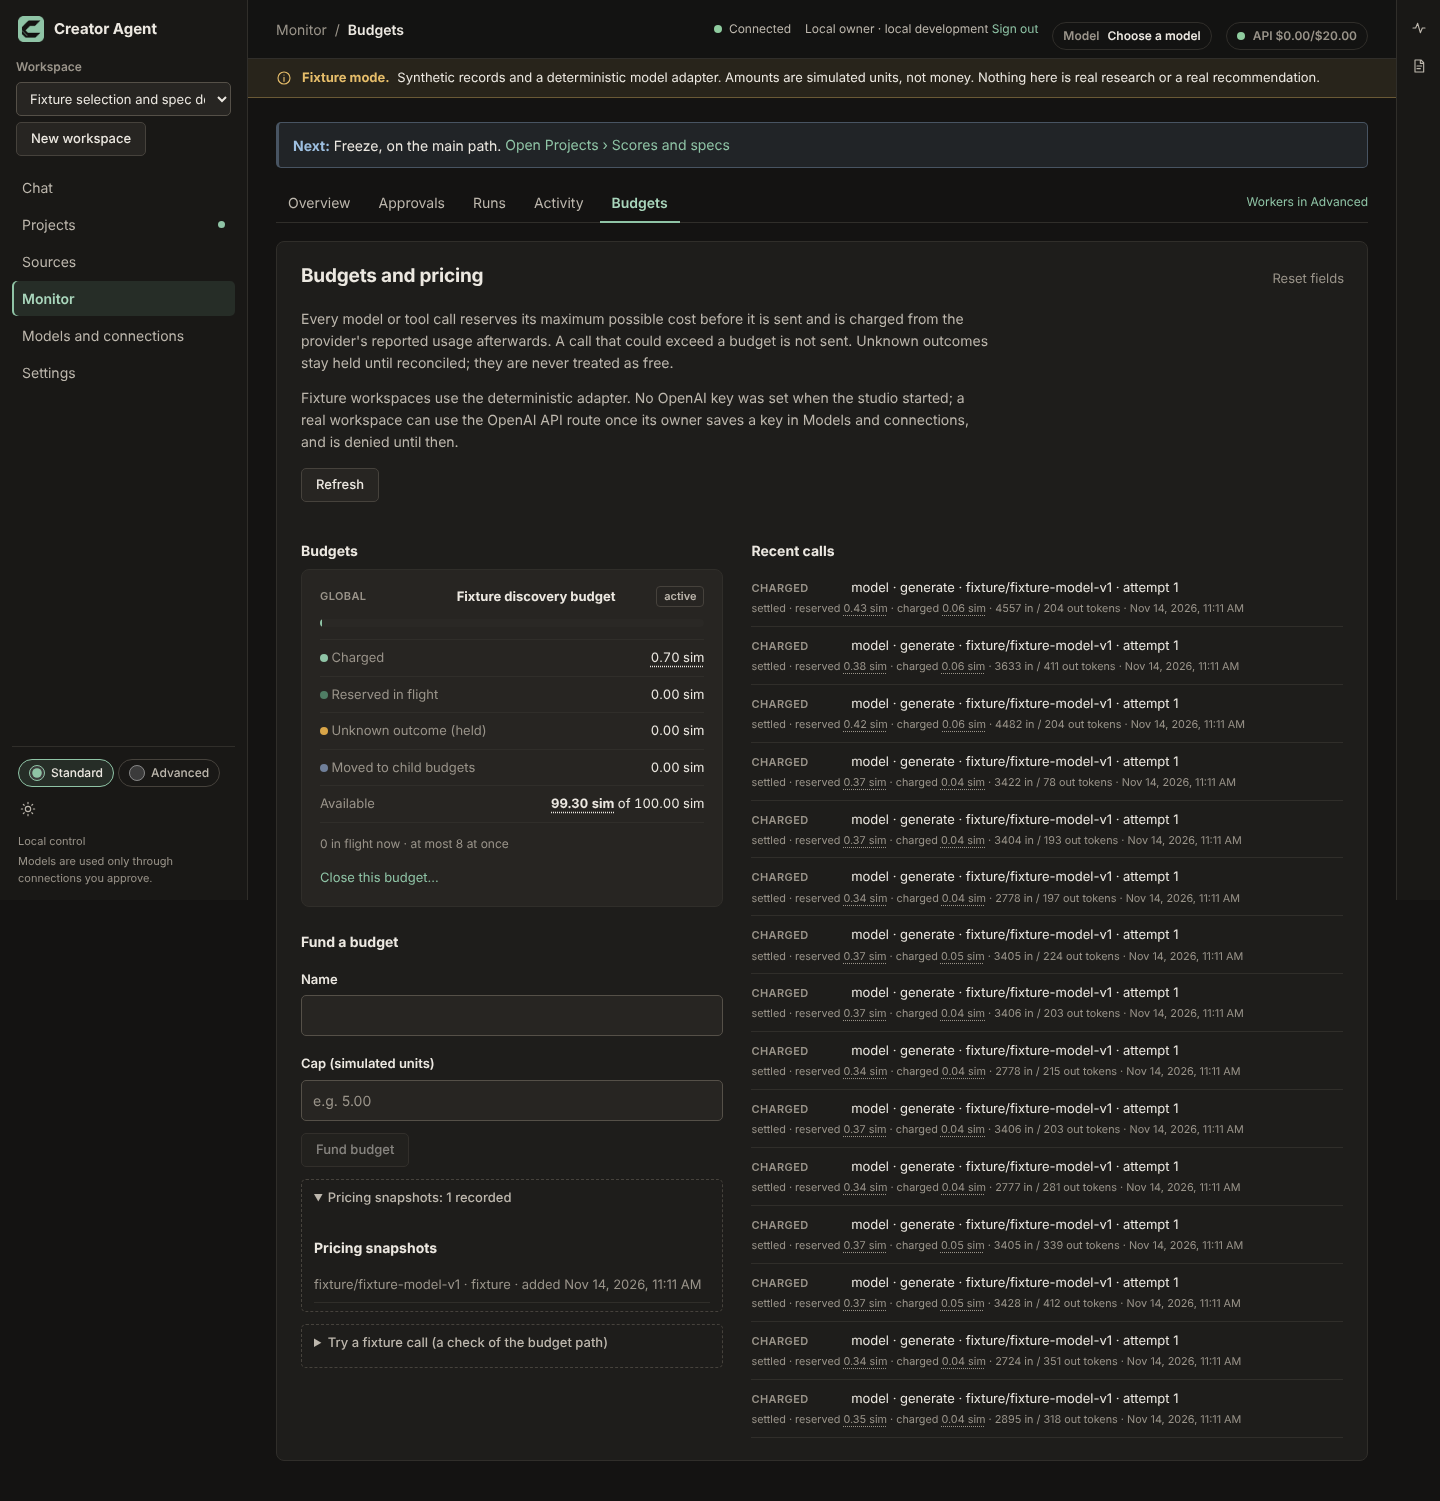 Creator Agent
Workspace
Fixture selection and spec de
New workspace
Chat
Projects
Sources
Monitor
Models and connections
Settings
Standard
Advanced
Local control
Models are used only through
connections you approve.
Monitor / Budgets
Connected
Local owner · local development Sign out
Model Choose a model
API $0.00/$20.00
Fixture mode. Synthetic records and a deterministic model adapter. Amounts are simulated units, not money. Nothing here is real research or a real recommendation.
Next: Freeze, on the main path. Open Projects › Scores and specs
Overview
Approvals
Runs
Activity
Budgets
Workers in Advanced
Budgets and pricing
Reset fields
Every model or tool call reserves its maximum possible cost before it is sent and is charged from the
provider's reported usage afterwards. A call that could exceed a budget is not sent. Unknown outcomes
stay held until reconciled; they are never treated as free.
Fixture workspaces use the deterministic adapter. No OpenAI key was set when the studio started; a
real workspace can use the OpenAI API route once its owner saves a key in Models and connections,
and is denied until then.
Refresh
Budgets
GLOBAL Fixture discovery budget active
Charged 0.70 sim
Reserved in flight 0.00 sim
Unknown outcome (held) 0.00 sim
Moved to child budgets 0.00 sim
Available 99.30 sim of 100.00 sim
0 in flight now · at most 8 at once
Close this budget...
Fund a budget
Name
Cap (simulated units)
e.g. 5.00
Fund budget
▼ Pricing snapshots: 1 recorded
Pricing snapshots
fixture/fixture-model-v1 · fixture · added Nov 14, 2026, 11:11 AM
▶ Try a fixture call (a check of the budget path)
Recent calls
CHARGED model · generate · fixture/fixture-model-v1 · attempt 1
settled · reserved 0.43 sim · charged 0.06 sim · 4557 in / 204 out tokens · Nov 14, 2026, 11:11 AM
CHARGED model · generate · fixture/fixture-model-v1 · attempt 1
settled · reserved 0.38 sim · charged 0.06 sim · 3633 in / 411 out tokens · Nov 14, 2026, 11:11 AM
CHARGED model · generate · fixture/fixture-model-v1 · attempt 1
settled · reserved 0.42 sim · charged 0.06 sim · 4482 in / 204 out tokens · Nov 14, 2026, 11:11 AM
CHARGED model · generate · fixture/fixture-model-v1 · attempt 1
settled · reserved 0.37 sim · charged 0.04 sim · 3422 in / 78 out tokens · Nov 14, 2026, 11:11 AM
CHARGED model · generate · fixture/fixture-model-v1 · attempt 1
settled · reserved 0.37 sim · charged 0.04 sim · 3404 in / 193 out tokens · Nov 14, 2026, 11:11 AM
CHARGED model · generate · fixture/fixture-model-v1 · attempt 1
settled · reserved 0.34 sim · charged 0.04 sim · 2778 in / 197 out tokens · Nov 14, 2026, 11:11 AM
CHARGED model · generate · fixture/fixture-model-v1 · attempt 1
settled · reserved 0.37 sim · charged 0.05 sim · 3405 in / 224 out tokens · Nov 14, 2026, 11:11 AM
CHARGED model · generate · fixture/fixture-model-v1 · attempt 1
settled · reserved 0.37 sim · charged 0.04 sim · 3406 in / 203 out tokens · Nov 14, 2026, 11:11 AM
CHARGED model · generate · fixture/fixture-model-v1 · attempt 1
settled · reserved 0.34 sim · charged 0.04 sim · 2778 in / 215 out tokens · Nov 14, 2026, 11:11 AM
CHARGED model · generate · fixture/fixture-model-v1 · attempt 1
settled · reserved 0.37 sim · charged 0.04 sim · 3406 in / 203 out tokens · Nov 14, 2026, 11:11 AM
CHARGED model · generate · fixture/fixture-model-v1 · attempt 1
settled · reserved 0.34 sim · charged 0.04 sim · 2777 in / 281 out tokens · Nov 14, 2026, 11:11 AM
CHARGED model · generate · fixture/fixture-model-v1 · attempt 1
settled · reserved 0.37 sim · charged 0.05 sim · 3405 in / 339 out tokens · Nov 14, 2026, 11:11 AM
CHARGED model · generate · fixture/fixture-model-v1 · attempt 1
settled · reserved 0.37 sim · charged 0.05 sim · 3428 in / 412 out tokens · Nov 14, 2026, 11:11 AM
CHARGED model · generate · fixture/fixture-model-v1 · attempt 1
settled · reserved 0.34 sim · charged 0.04 sim · 2724 in / 351 out tokens · Nov 14, 2026, 11:11 AM
CHARGED model · generate · fixture/fixture-model-v1 · attempt 1
settled · reserved 0.35 sim · charged 0.04 sim · 2895 in / 318 out tokens · Nov 14, 2026, 11:11 AM